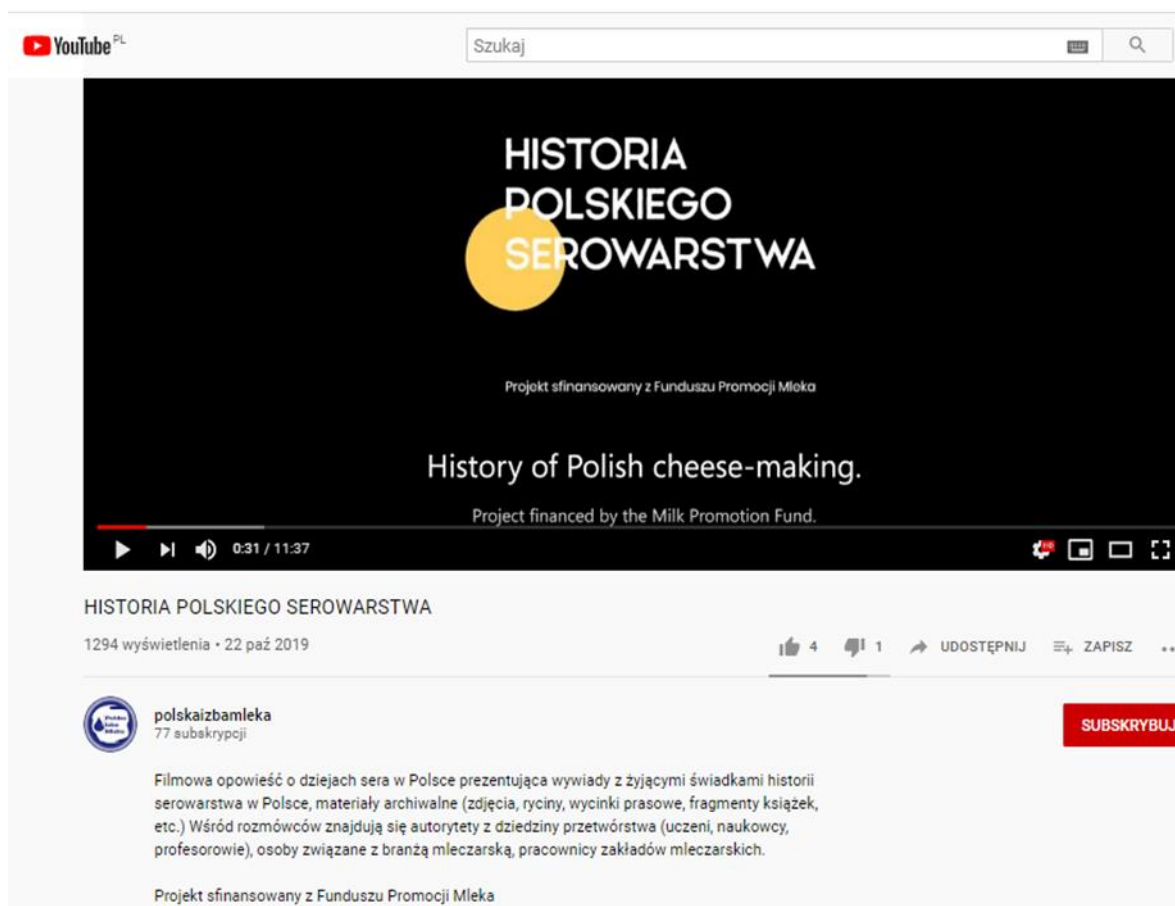 YouTube PL
Szukaj
HISTORIA
POLSKIEGO
SEROWARSTWA
Projekt sfinansowany z Funduszu Promocji Mleka
History of Polish cheese-making.
Project financed by the Milk Promotion Fund.
0:31 / 11:37
HD
HISTORIA POLSKIEGO SEROWARSTWA
1294 wyświetlenia • 22 paź 2019
4 1 UDOSTĘPNIJ ZAPISZ
Polska
Izba
Mleka
polskaizbamleka
77 subskrypcji
SUBSKRYBUJ
Filmowa opowieść o dziejach sera w Polsce prezentująca wywiady z żyjącymi świadkami historii
serowarstwa w Polsce, materiały archiwalne (zdjęcia, ryciny, wycinki prasowe, fragmenty książek,
etc.) Wśród rozmówców znajdują się autorytety z dziedziny przetwórstwa (uczeni, naukowcy,
profesorowie), osoby związane z branżą mleczarską, pracownicy zakładów mleczarskich.
Projekt sfinansowany z Funduszu Promocji Mleka